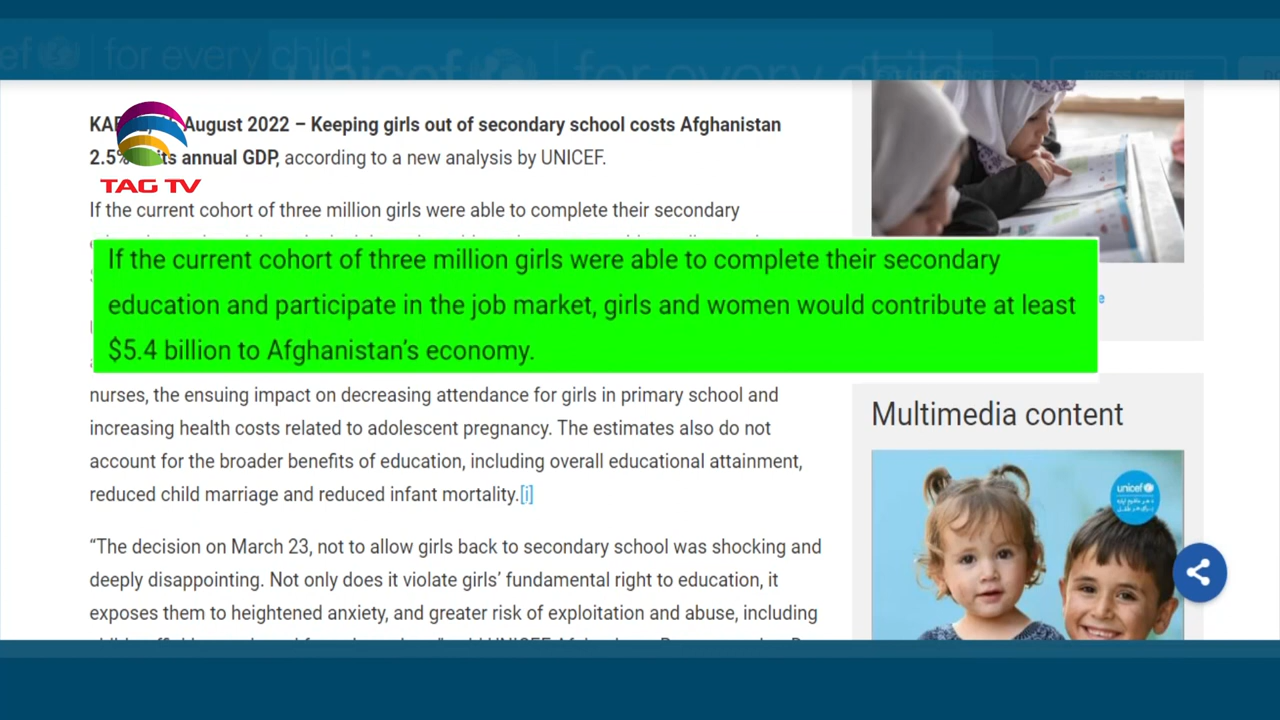 for every child
unicef for every child
KA August 2022 – Keeping girls out of secondary school costs Afghanistan
2.5% its annual GDP, according to a new analysis by UNICEF.
TAG TV
If the current cohort of three million girls were able to complete their secondary
If the current cohort of three million girls were able to complete their secondary
education and participate in the job market, girls and women would contribute at least
$5.4 billion to Afghanistan’s economy.
nurses, the ensuing impact on decreasing attendance for girls in primary school and
increasing health costs related to adolescent pregnancy. The estimates also do not
account for the broader benefits of education, including overall educational attainment,
reduced child marriage and reduced infant mortality.[i]
“The decision on March 23, not to allow girls back to secondary school was shocking and
deeply disappointing. Not only does it violate girls’ fundamental right to education, it
exposes them to heightened anxiety, and greater risk of exploitation and abuse, including
Multimedia content
unicef